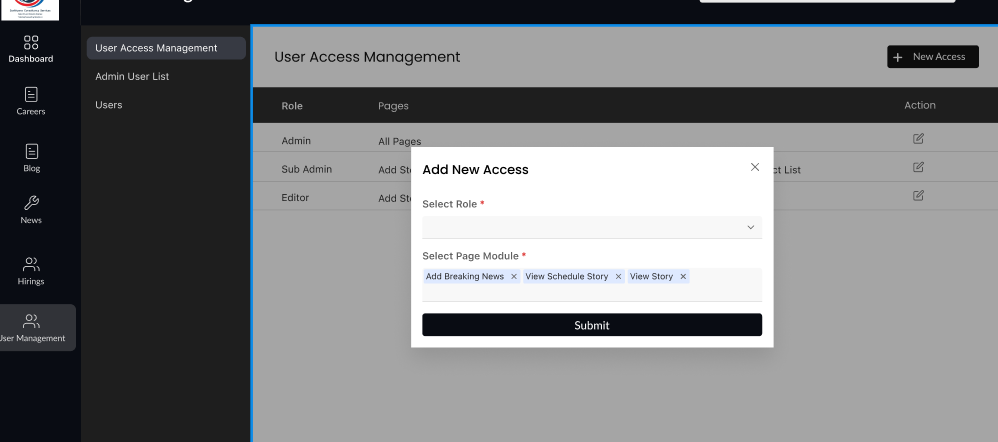 Dashboard
Careers
Blog
News
Hirings
User Management
User Access Management
Admin User List
Users
User Access Management
+ New Access
Role Pages Action
Admin All Pages
Sub Admin Add St ct List
Editor Add St
Add New Access
Select Role *
Select Page Module *
Add Breaking News × View Schedule Story × View Story ×
Submit